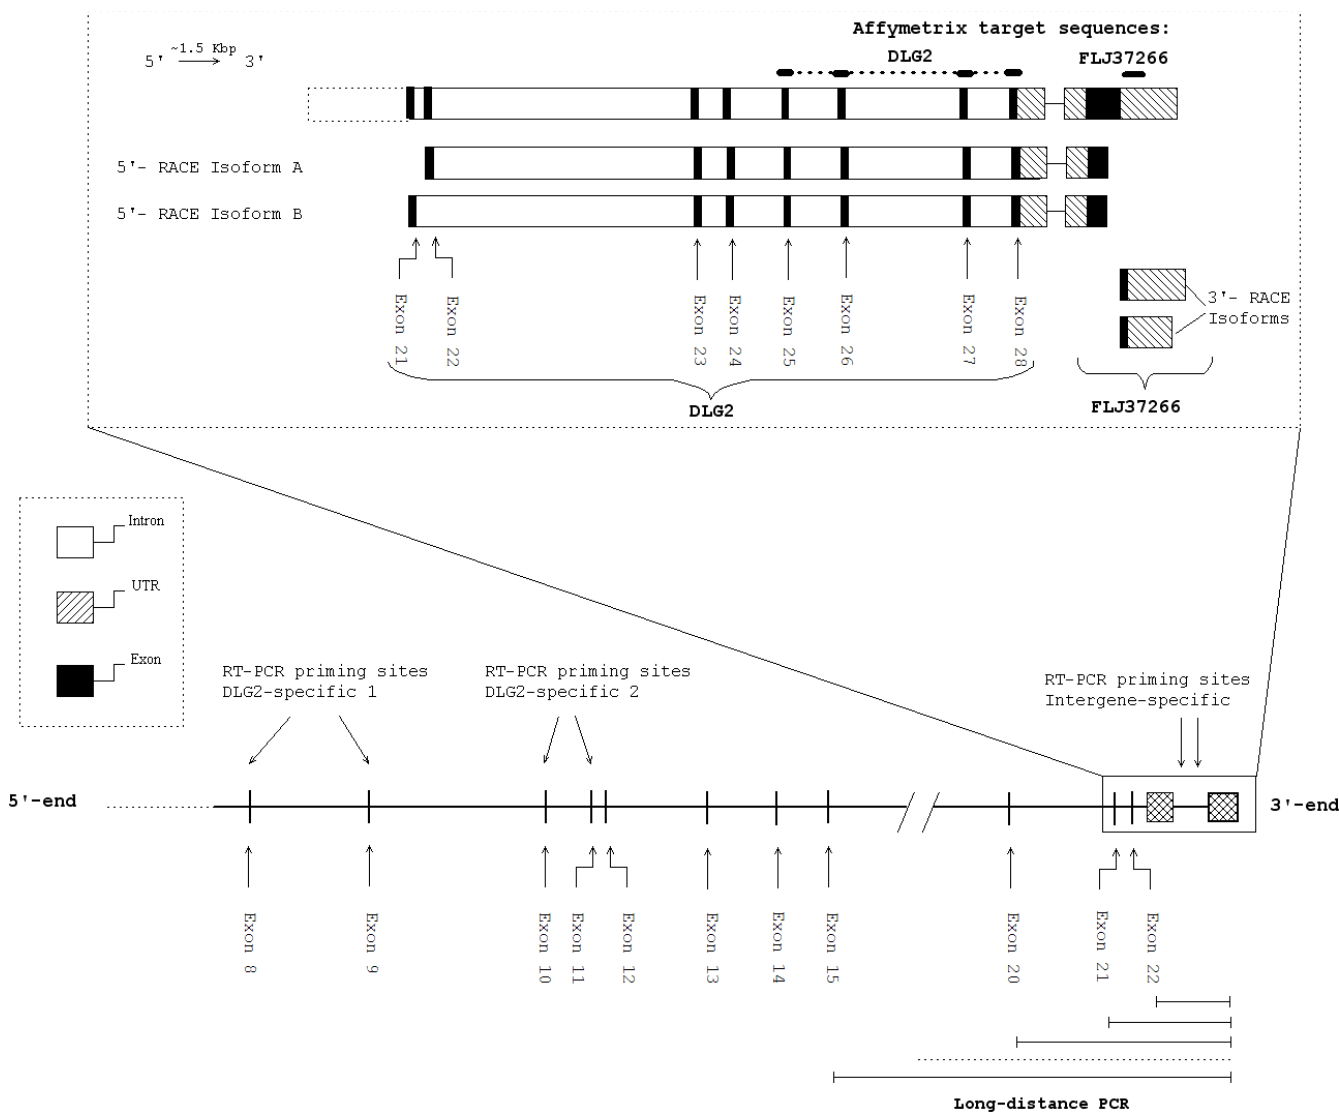 Affymetrix target sequences:
DLG2
FLJ37266
~1.5 Kbp
5' 3'
5'- RACE Isoform A
5'- RACE Isoform B
Exon 21
Exon 22
Exon 23
Exon 24
Exon 25
Exon 26
Exon 27
Exon 28
3'- RACE
Isoforms
DLG2
FLJ37266
Intron
UTR
Exon
RT-PCR priming sites
DLG2-specific 1
RT-PCR priming sites
DLG2-specific 2
RT-PCR priming sites
Intergene-specific
5'-end
3'-end
Exon 8
Exon 9
Exon 10
Exon 11
Exon 12
Exon 13
Exon 14
Exon 15
Exon 20
Exon 21
Exon 22
Long-distance PCR